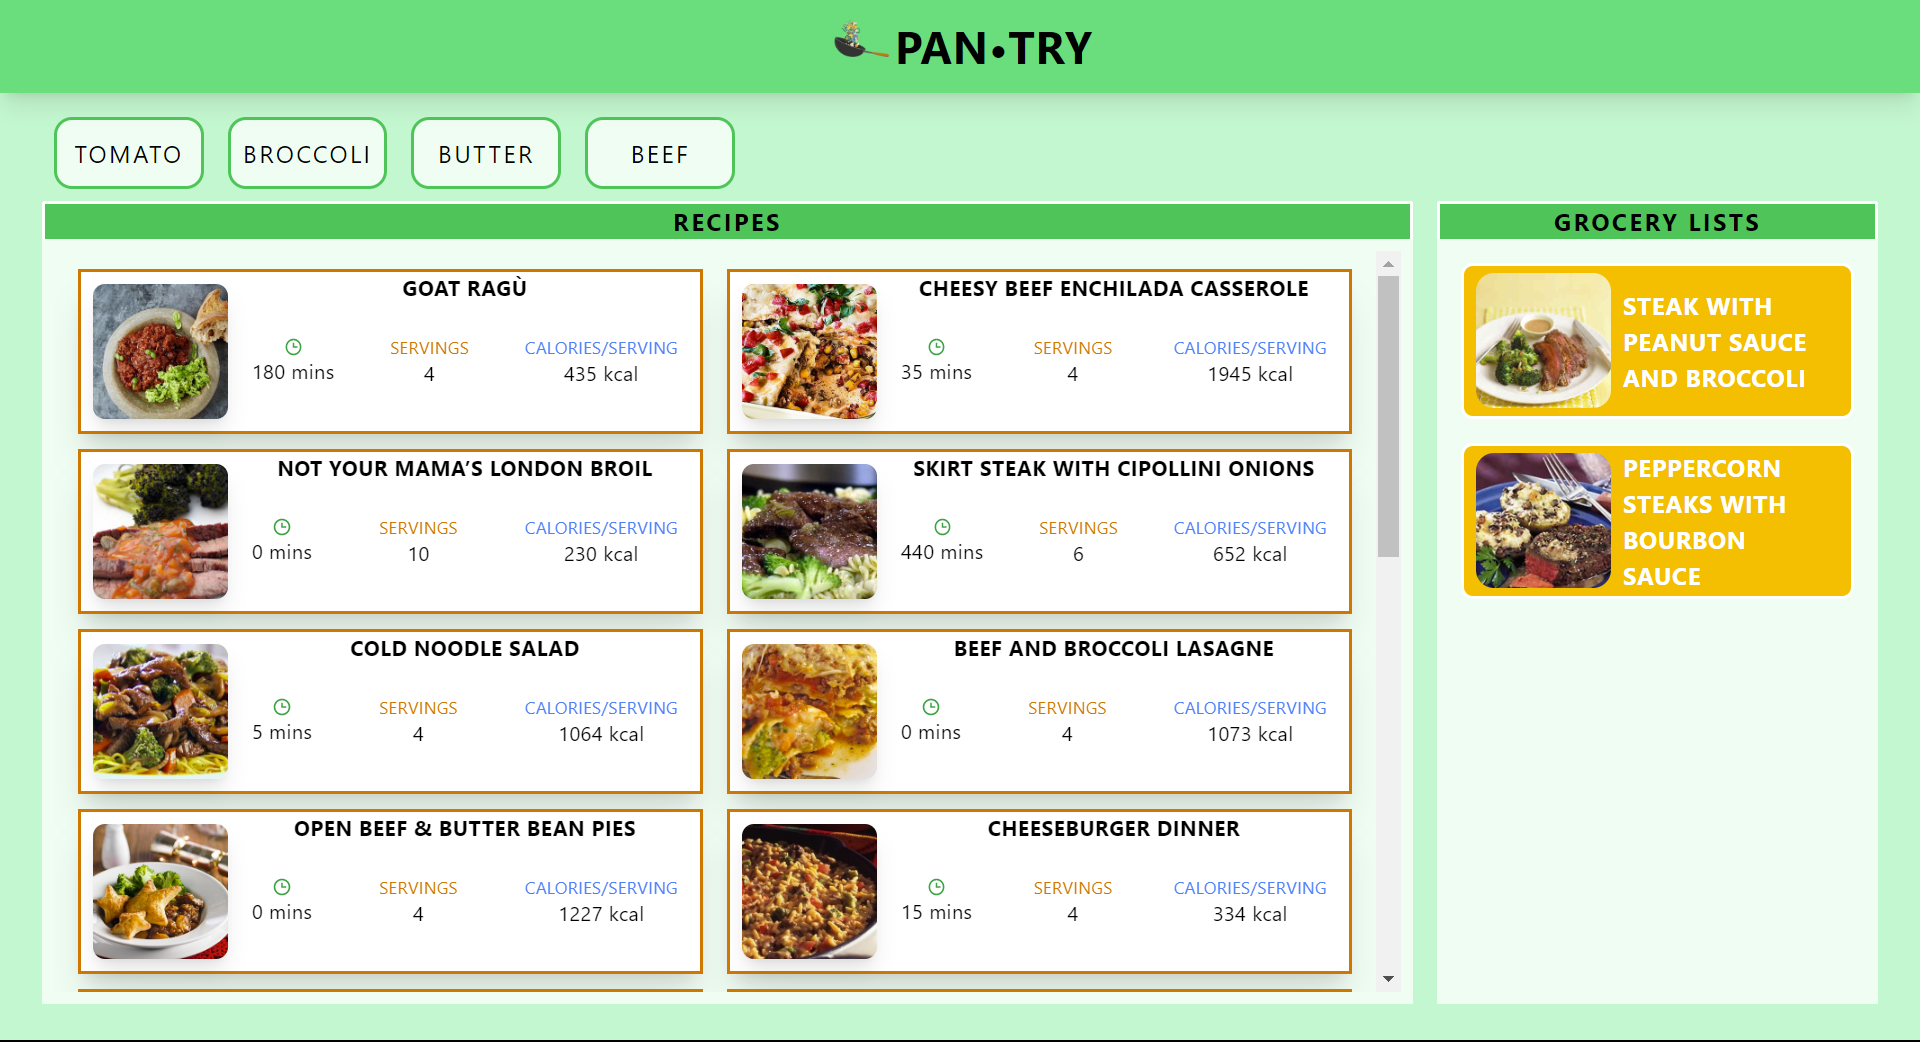 PAN•TRY
TOMATO
BROCCOLI
BUTTER
BEEF
RECIPES
GOAT RAGÙ
180 mins
SERVINGS
4
CALORIES/SERVING
435 kcal
CHEESY BEEF ENCHILADA CASSEROLE
35 mins
SERVINGS
4
CALORIES/SERVING
1945 kcal
NOT YOUR MAMA’S LONDON BROIL
0 mins
SERVINGS
10
CALORIES/SERVING
230 kcal
SKIRT STEAK WITH CIPOLLINI ONIONS
440 mins
SERVINGS
6
CALORIES/SERVING
652 kcal
COLD NOODLE SALAD
5 mins
SERVINGS
4
CALORIES/SERVING
1064 kcal
BEEF AND BROCCOLI LASAGNE
0 mins
SERVINGS
4
CALORIES/SERVING
1073 kcal
OPEN BEEF & BUTTER BEAN PIES
0 mins
SERVINGS
4
CALORIES/SERVING
1227 kcal
CHEESEBURGER DINNER
15 mins
SERVINGS
4
CALORIES/SERVING
334 kcal
GROCERY LISTS
STEAK WITH
PEANUT SAUCE
AND BROCCOLI
PEPPERCORN
STEAKS WITH
BOURBON
SAUCE